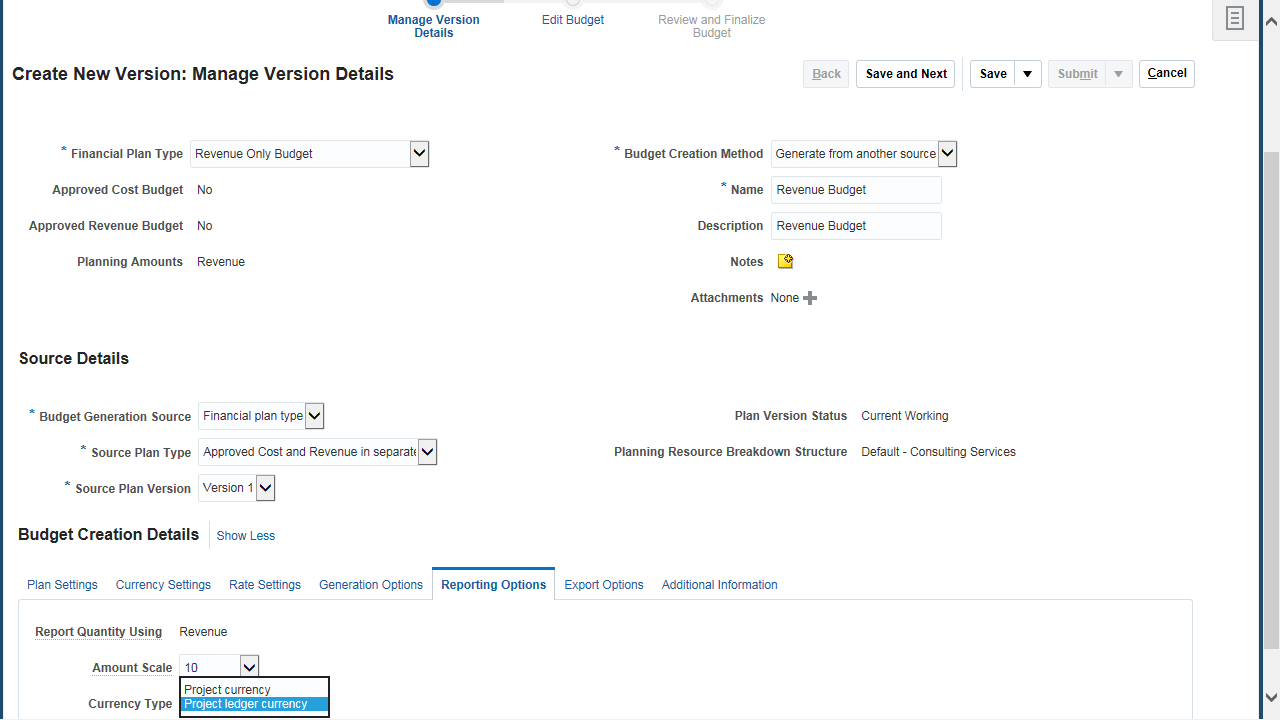 Manage Version Details
Edit Budget
Review and Finalize Budget
Create New Version: Manage Version Details
Back
Save and Next
Save
Submit
Cancel
* Financial Plan Type Revenue Only Budget
Approved Cost Budget No
Approved Revenue Budget No
Planning Amounts Revenue
* Budget Creation Method Generate from another source
* Name Revenue Budget
Description Revenue Budget
Notes
Attachments None
Source Details
* Budget Generation Source Financial plan type
* Source Plan Type Approved Cost and Revenue in separate
* Source Plan Version Version 1
Plan Version Status Current Working
Planning Resource Breakdown Structure Default - Consulting Services
Budget Creation Details Show Less
Plan Settings Currency Settings Rate Settings Generation Options Reporting Options Export Options Additional Information
Report Quantity Using Revenue
Amount Scale 10
Currency Type
Project currency
Project ledger currency